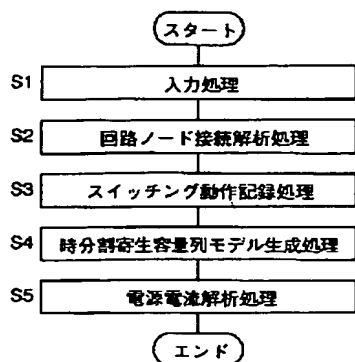 スタート
S1 入力処理
S2 回路ノード接続解析処理
S3 スイッチング動作記録処理
S4 時分割寄生容量列モデル生成処理
S5 電源電流解析処理
エンド